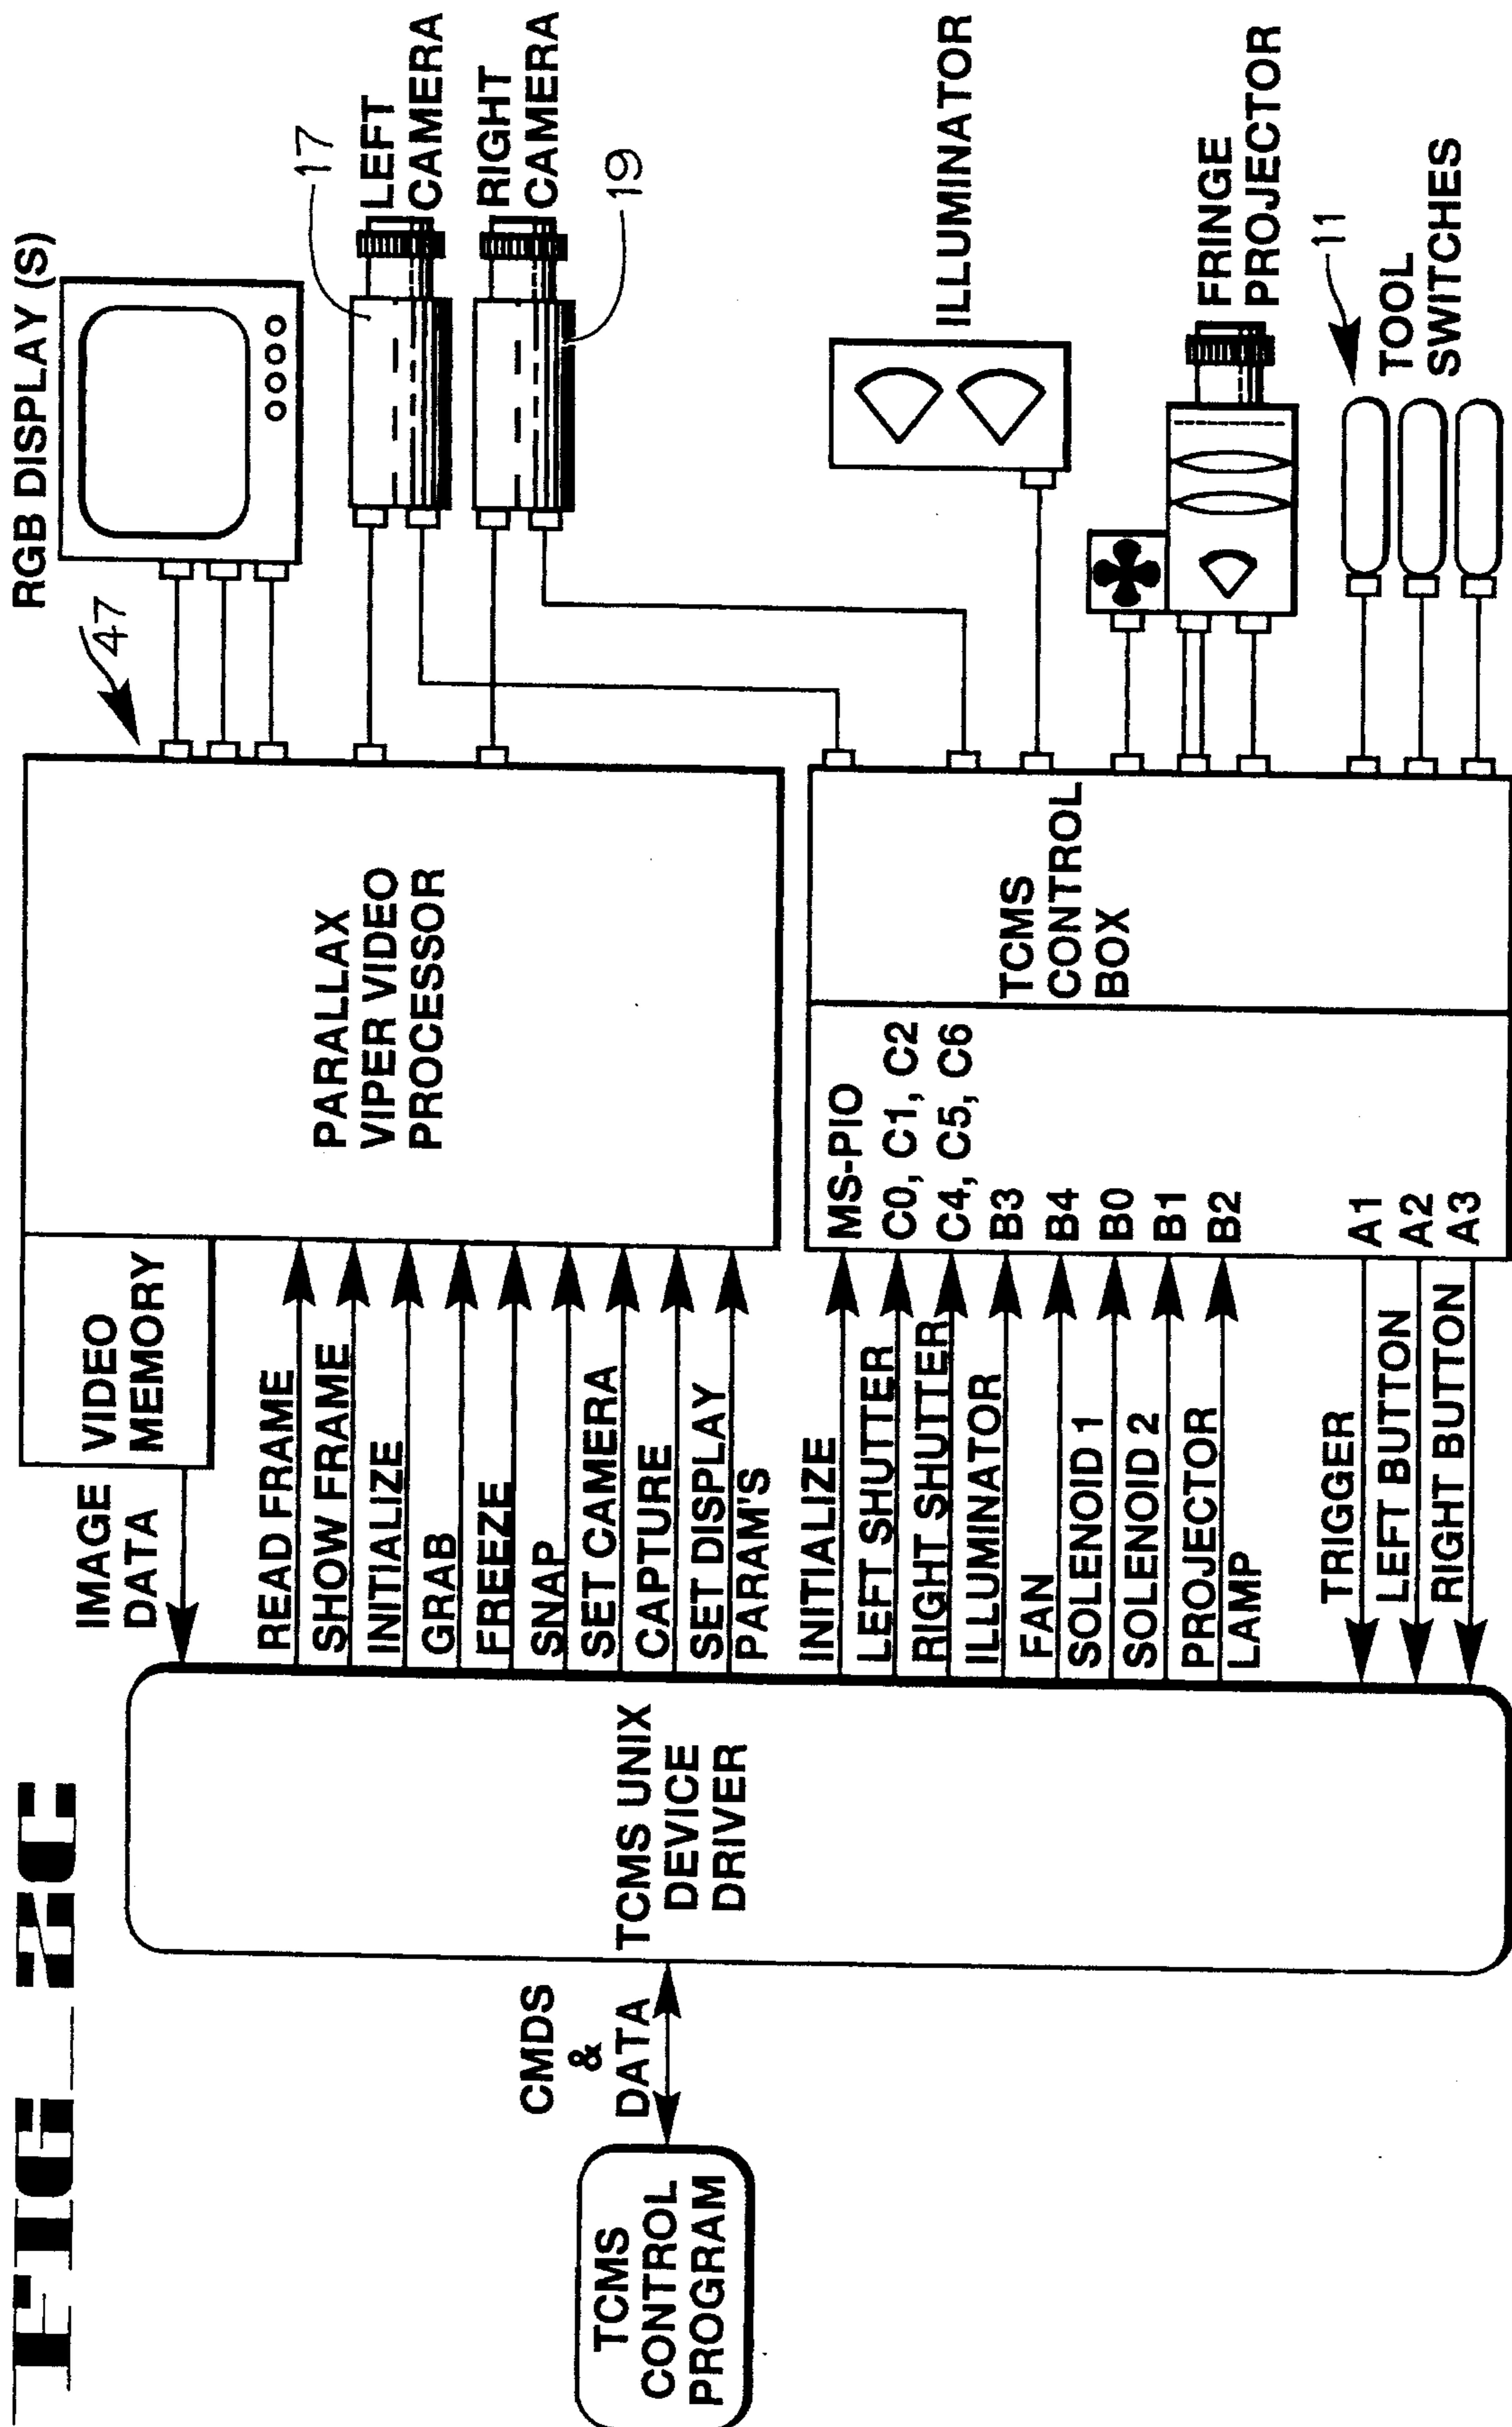 FIG 2C
TCMS
CONTROL
PROGRAM
CMDS
&
DATA
TCMS UNIX
DEVICE
DRIVER
IMAGE
DATA
READ FRAME
SHOW FRAME
INITIALIZE
GRAB
FREEZE
SNAP
SET CAMERA
CAPTURE
SET DISPLAY
PARAM'S
INITIALIZE
LEFT SHUTTER
RIGHT SHUTTER
ILLUMINATOR
FAN
SOLENOID 1
SOLENOID 2
PROJECTOR
LAMP
TRIGGER
LEFT BUTTON
RIGHT BUTTON
VIDEO
MEMORY
PARALLAX
VIPER VIDEO
PROCESSOR
MS-PIO
C0, C1, C2
C4, C5, C6
B3
B4
B0
B1
B2
A1
A2
A3
TCMS
CONTROL
BOX
47
RGB DISPLAY (S)
17
LEFT
CAMERA
RIGHT
CAMERA
19
ILLUMINATOR
FRINGE
PROJECTOR
11
TOOL
SWITCHES